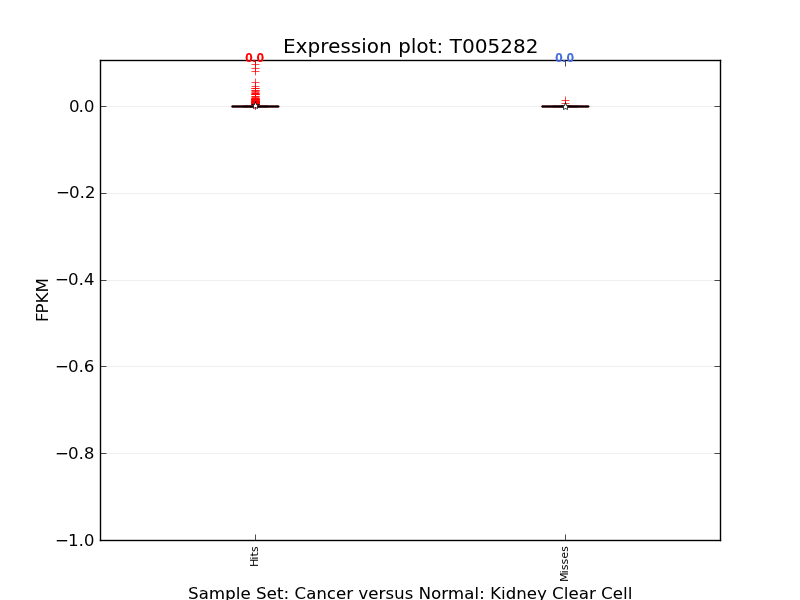 Expression plot: T005282
0.0
0.0
0.0
−0.2
−0.4
−0.6
−0.8
−1.0
FPKM
Hits
Misses
Sample Set: Cancer versus Normal: Kidney Clear Cell